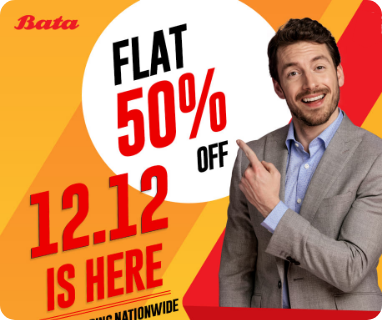 Bata
FLAT
50%
OFF
12.12
IS HERE
NATIONWIDE